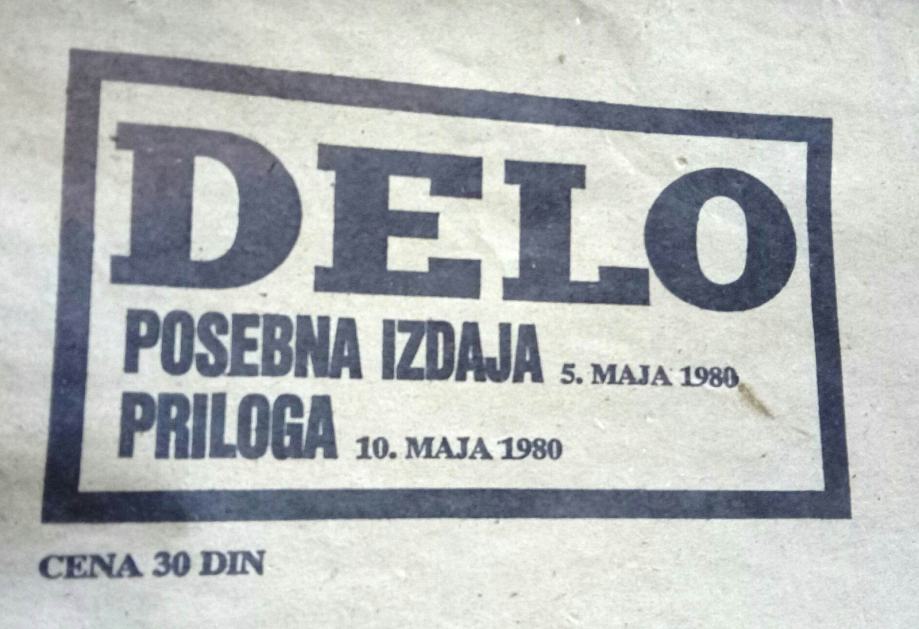 DELO
POSEBNA IZDAJA 5. MAJA 1980
PRILOGA 10. MAJA 1980
CENA 30 DIN